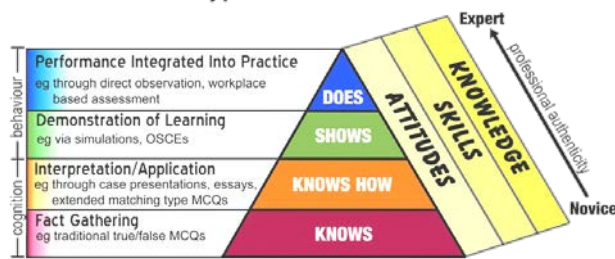 Expert
Performance Integrated Into Practice
eg through direct observation, workplace
based assessment
DOES
Demonstration of Learning
eg via simulations, OSCEs
SHOWS
Interpretation/Application
eg through case presentations, essays,
extended matching type MCQs
KNOWS HOW
Fact Gathering
eg traditional true/false MCQs
KNOWS
behaviour
cognition
ATTITUDES
SKILLS
KNOWLEDGE
professional authenticity
Novice